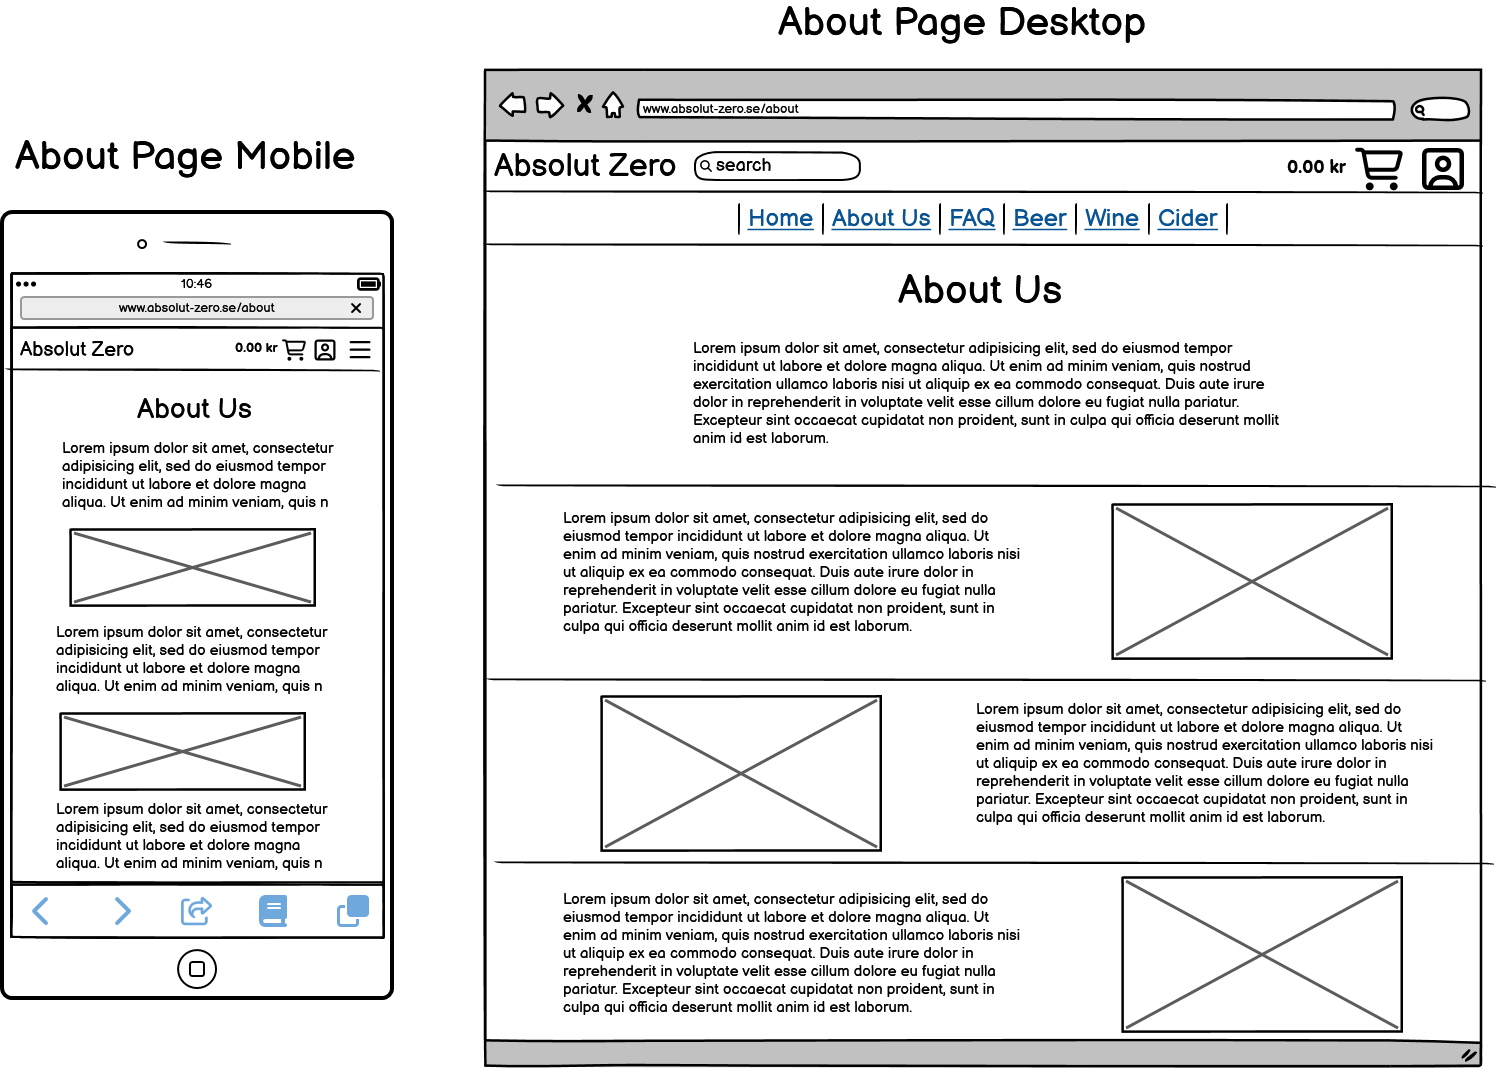 About Page Desktop
About Page Mobile
10:46
www.absolut-zero.se/about
Absolut Zero
0.00 kr
About Us
Lorem ipsum dolor sit amet, consectetur
adipisicing elit, sed do eiusmod tempor
incididunt ut labore et dolore magna
aliqua. Ut enim ad minim veniam, quis n
Lorem ipsum dolor sit amet, consectetur
adipisicing elit, sed do eiusmod tempor
incididunt ut labore et dolore magna
aliqua. Ut enim ad minim veniam, quis n
Lorem ipsum dolor sit amet, consectetur
adipisicing elit, sed do eiusmod tempor
incididunt ut labore et dolore magna
aliqua. Ut enim ad minim veniam, quis n
www.absolut-zero.se/about
Absolut Zero
search
0.00 kr
Home | About Us | FAQ | Beer | Wine | Cider
About Us
Lorem ipsum dolor sit amet, consectetur adipisicing elit, sed do eiusmod tempor
incididunt ut labore et dolore magna aliqua. Ut enim ad minim veniam, quis nostrud
exercitation ullamco laboris nisi ut aliquip ex ea commodo consequat. Duis aute irure
dolor in reprehenderit in voluptate velit esse cillum dolore eu fugiat nulla pariatur.
Excepteur sint occaecat cupidatat non proident, sunt in culpa qui officia deserunt mollit
anim id est laborum.
Lorem ipsum dolor sit amet, consectetur adipisicing elit, sed do
eiusmod tempor incididunt ut labore et dolore magna aliqua. Ut
enim ad minim veniam, quis nostrud exercitation ullamco laboris nisi
ut aliquip ex ea commodo consequat. Duis aute irure dolor in
reprehenderit in voluptate velit esse cillum dolore eu fugiat nulla
pariatur. Excepteur sint occaecat cupidatat non proident, sunt in
culpa qui officia deserunt mollit anim id est laborum.
Lorem ipsum dolor sit amet, consectetur adipisicing elit, sed do
eiusmod tempor incididunt ut labore et dolore magna aliqua. Ut
enim ad minim veniam, quis nostrud exercitation ullamco laboris nisi
ut aliquip ex ea commodo consequat. Duis aute irure dolor in
reprehenderit in voluptate velit esse cillum dolore eu fugiat nulla
pariatur. Excepteur sint occaecat cupidatat non proident, sunt in
culpa qui officia deserunt mollit anim id est laborum.
Lorem ipsum dolor sit amet, consectetur adipisicing elit, sed do
eiusmod tempor incididunt ut labore et dolore magna aliqua. Ut
enim ad minim veniam, quis nostrud exercitation ullamco laboris nisi
ut aliquip ex ea commodo consequat. Duis aute irure dolor in
reprehenderit in voluptate velit esse cillum dolore eu fugiat nulla
pariatur. Excepteur sint occaecat cupidatat non proident, sunt in
culpa qui officia deserunt mollit anim id est laborum.